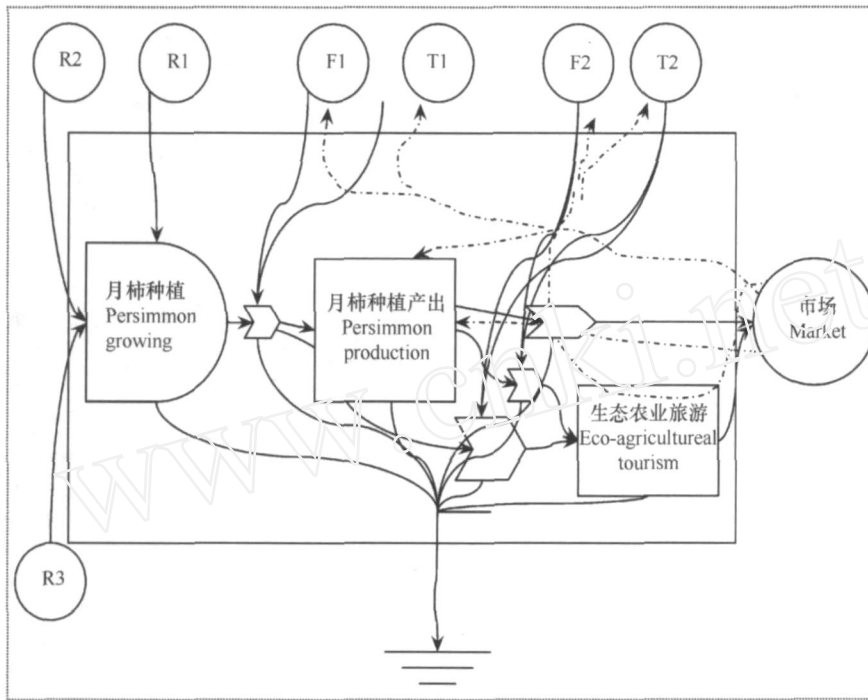 R2
R1
F1
T1
F2
T2
月柿种植
Persimmon
growing
月柿种植产出
Persimmon
production
市场
Market
生态农业旅游
Eco-agricultureal
tourism
R3
www.cnki.net